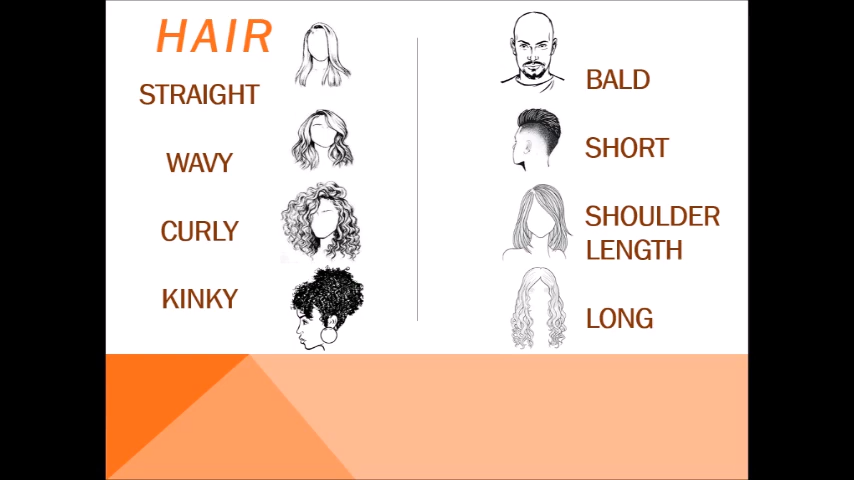 HAIR
STRAIGHT
WAVY
CURLY
KINKY
BALD
SHORT
SHOULDER
LENGTH
LONG